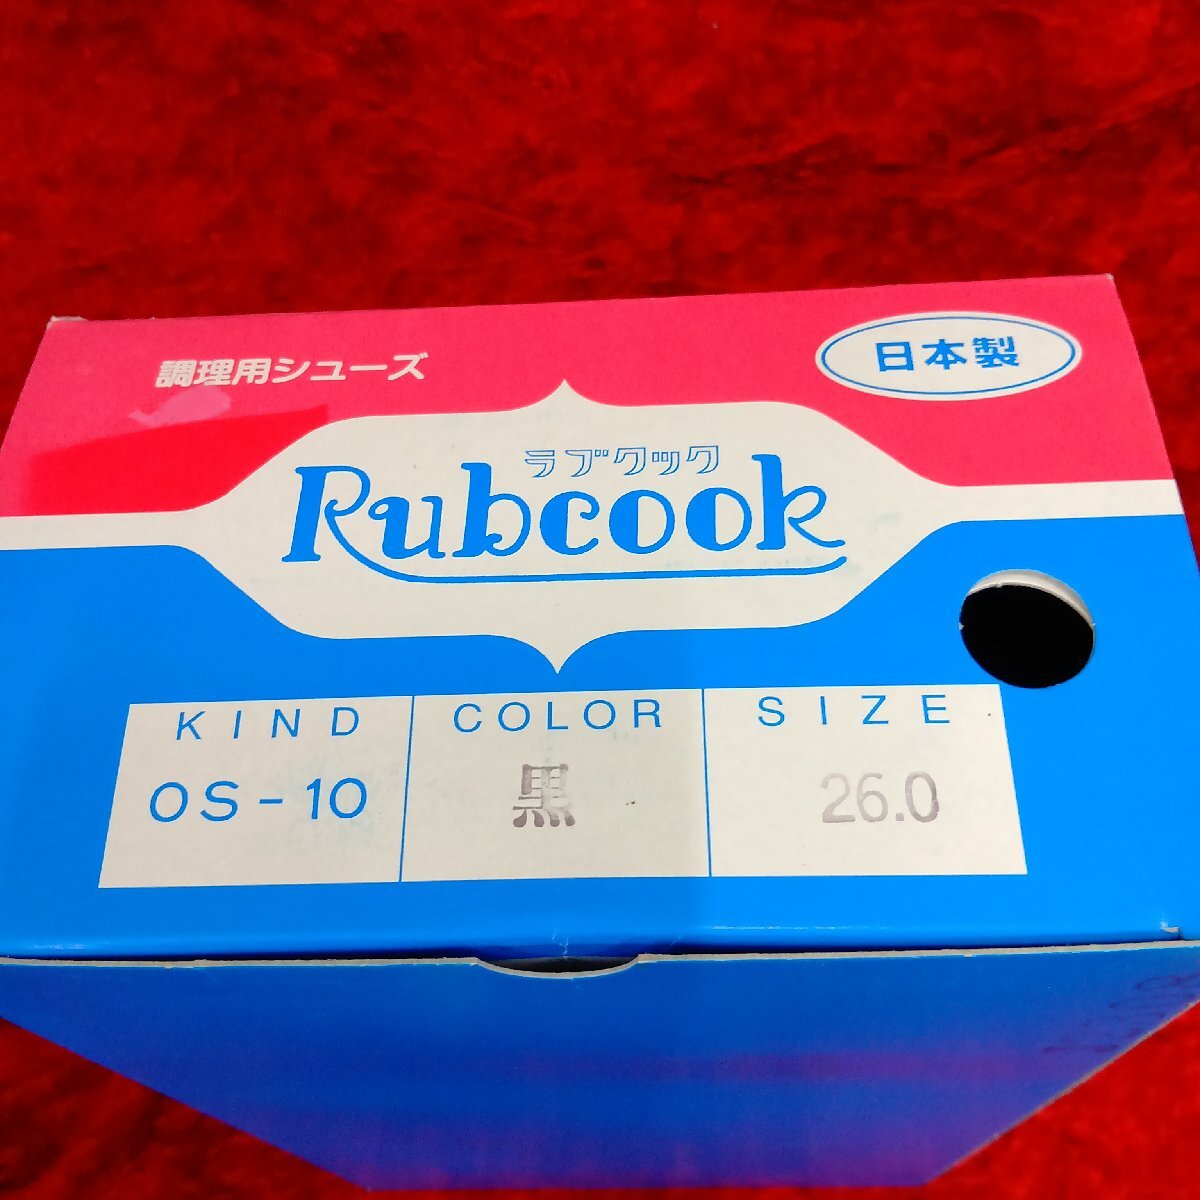 調理用シューズ
日本製
ラブクック
Rubcook
KIND COLOR SIZE
OS-10 黒 26.0